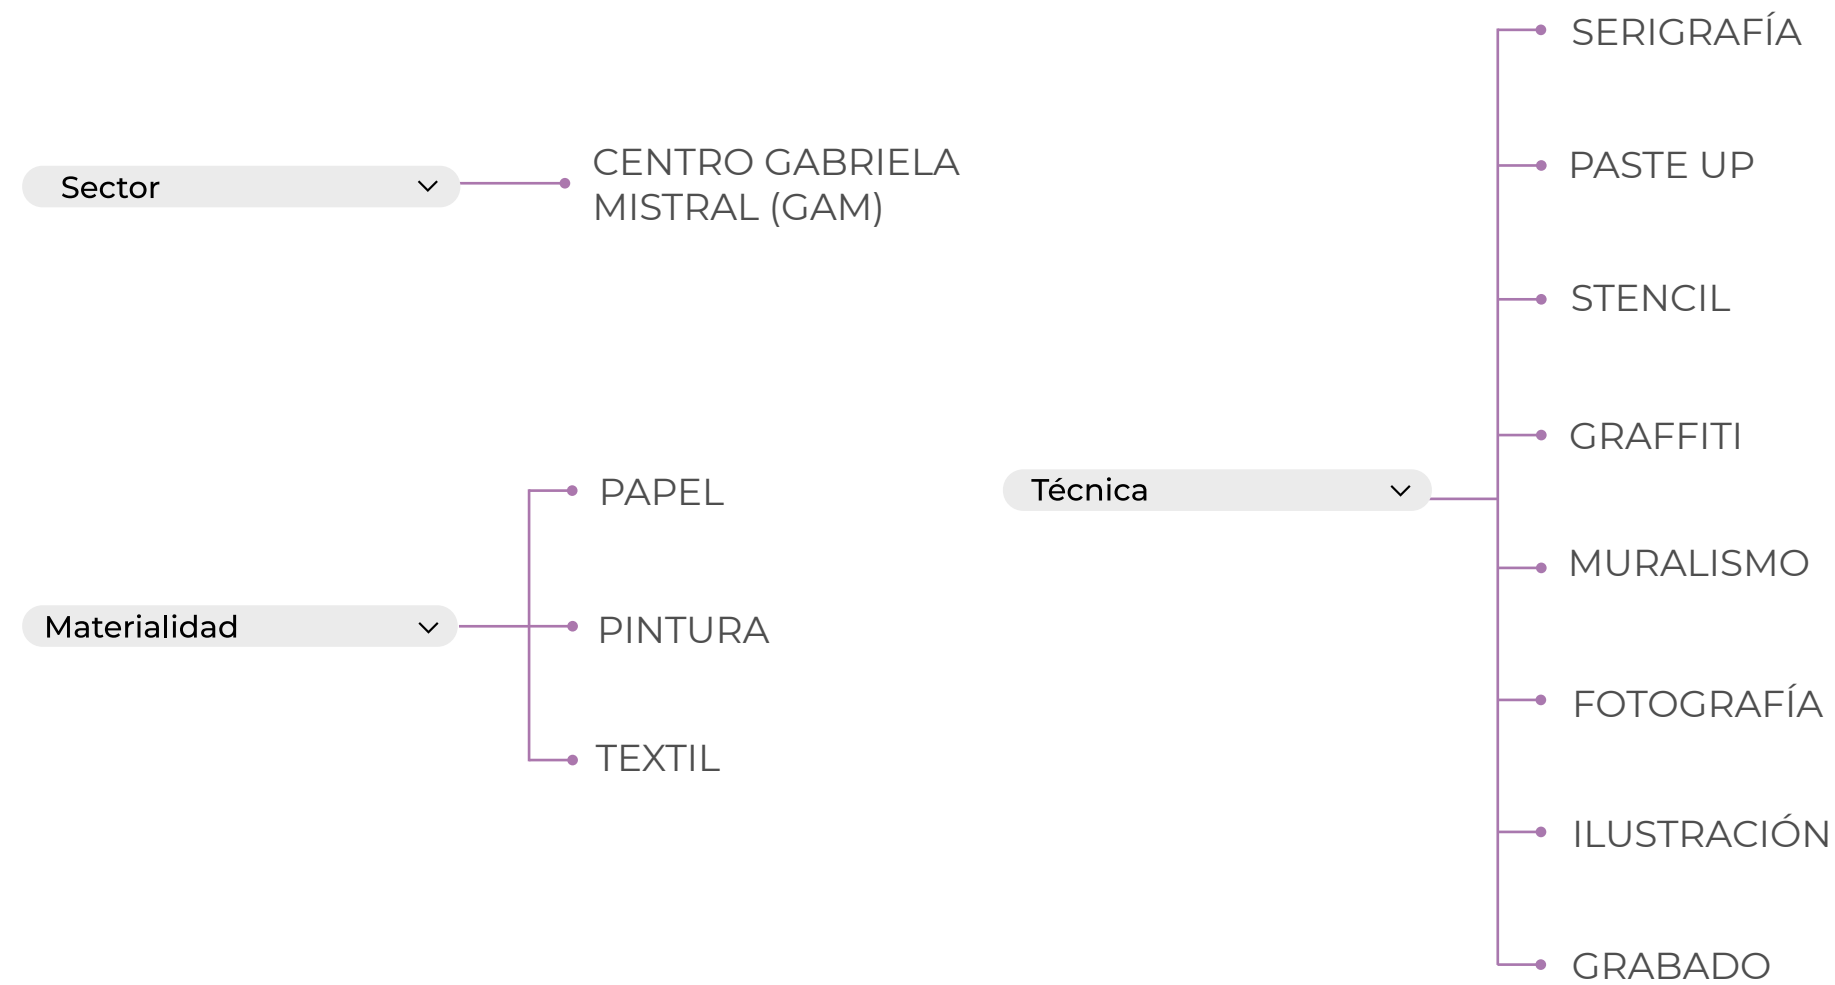 Sector
CENTRO GABRIELA
MISTRAL (GAM)
Materialidad
PAPEL
PINTURA
TEXTIL
Técnica
SERIGRAFÍA
PASTE UP
STENCIL
GRAFFITI
MURALISMO
FOTOGRAFÍA
ILUSTRACIÓN
GRABADO